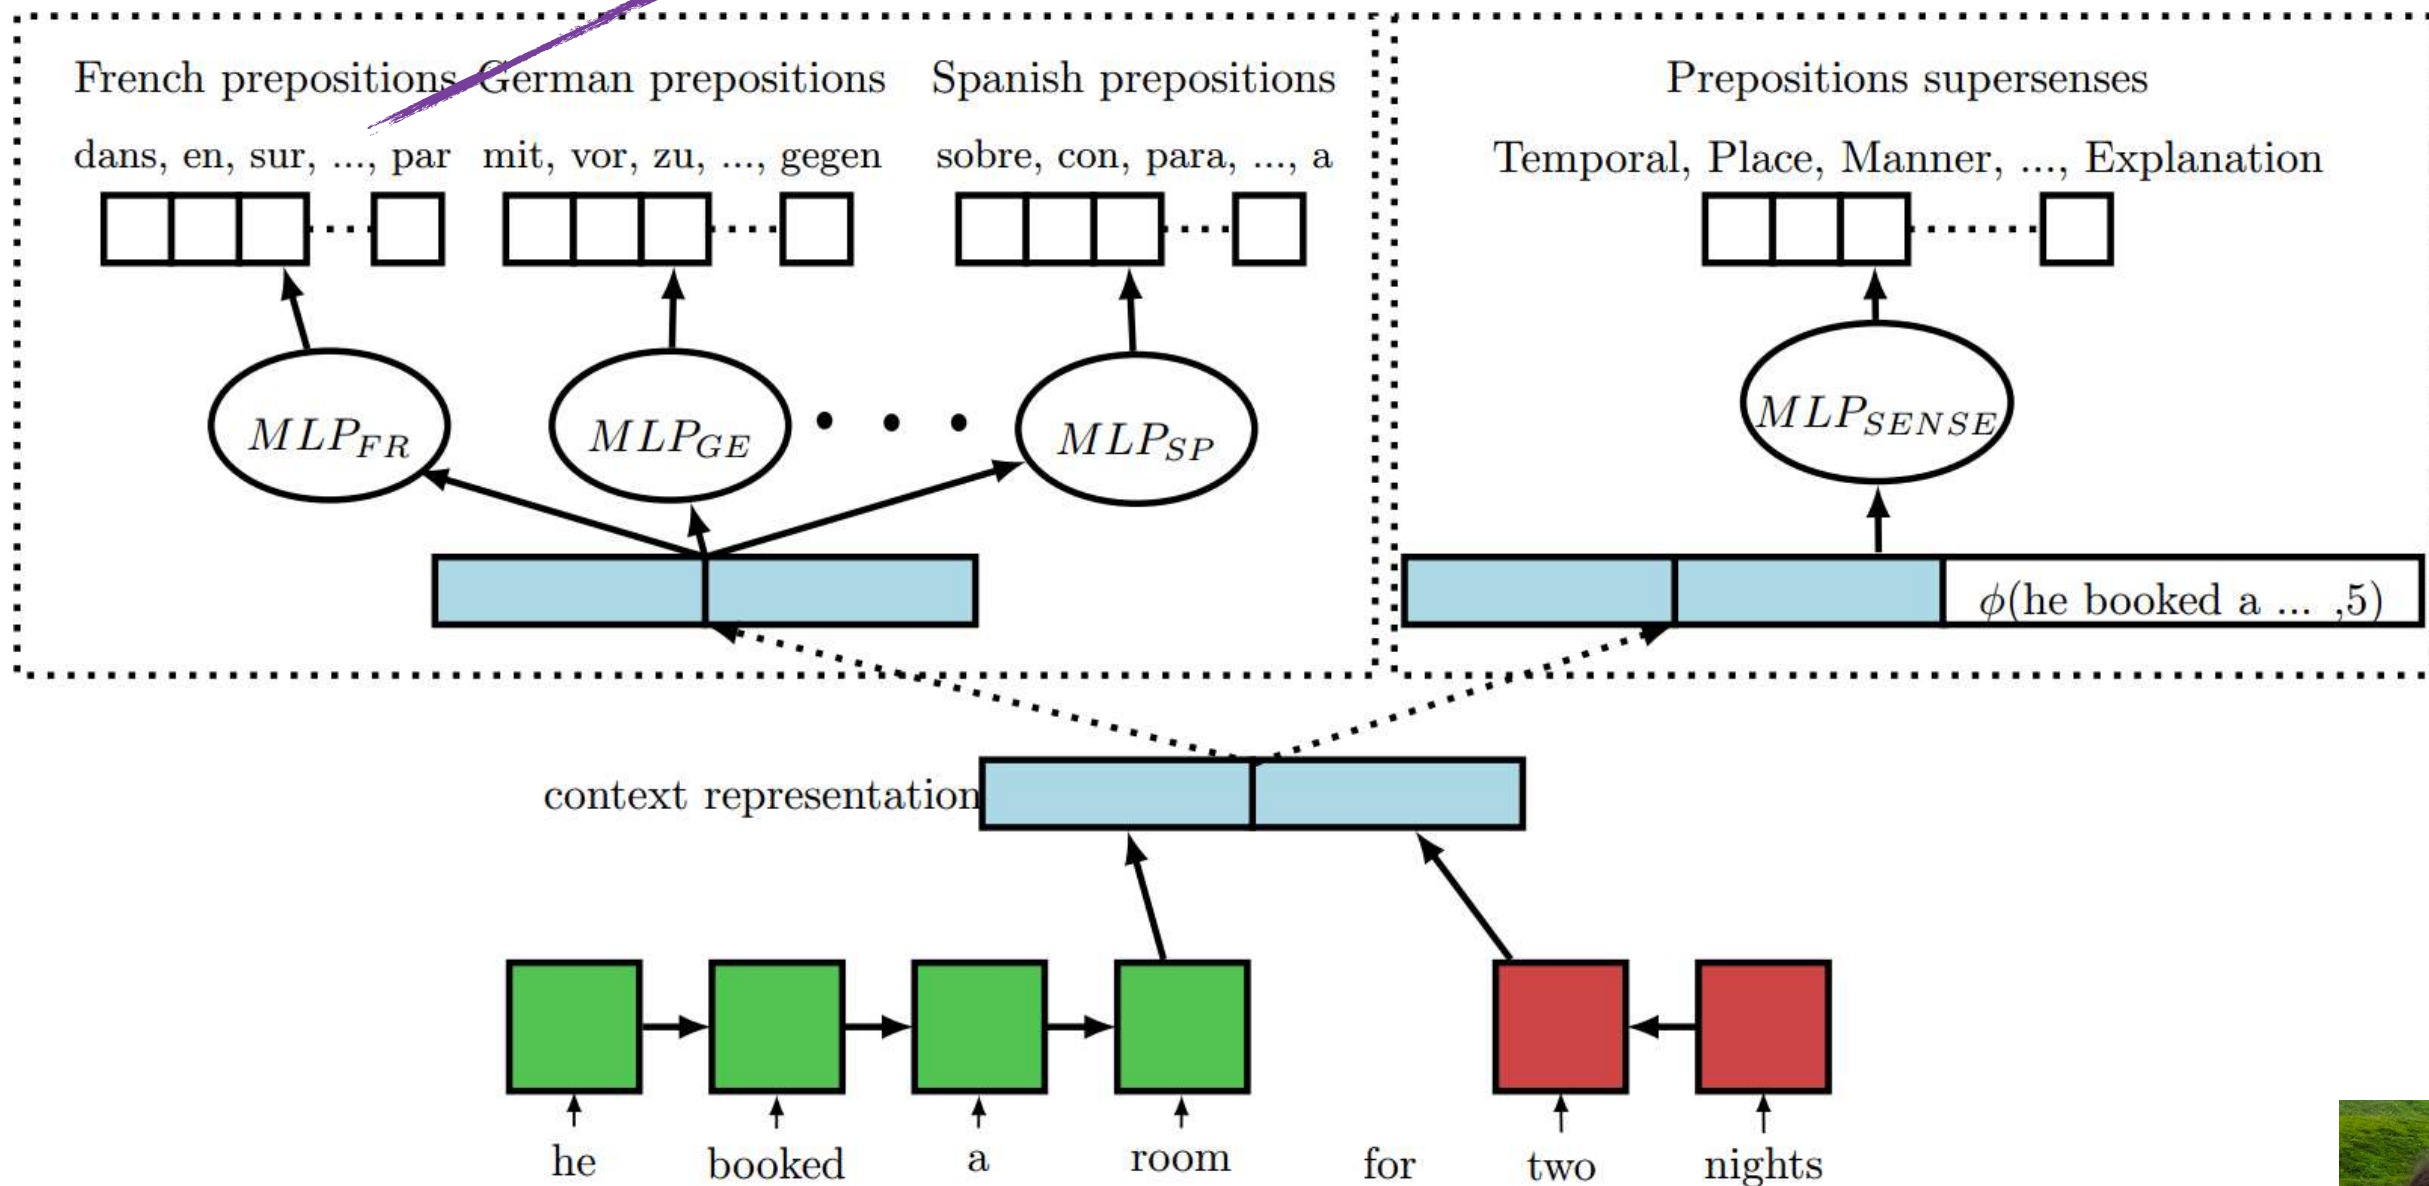 French prepositions German prepositions Spanish prepositions
dans, en, sur, ..., par mit, vor, zu, ..., gegen sobre, con, para, ..., a
MLP_FR MLP_GE MLP_SP
Prepositions supersenses
Temporal, Place, Manner, ..., Explanation
MLP_SENSE
ϕ(he booked a ... ,5)
context representation
he booked a room for two nights